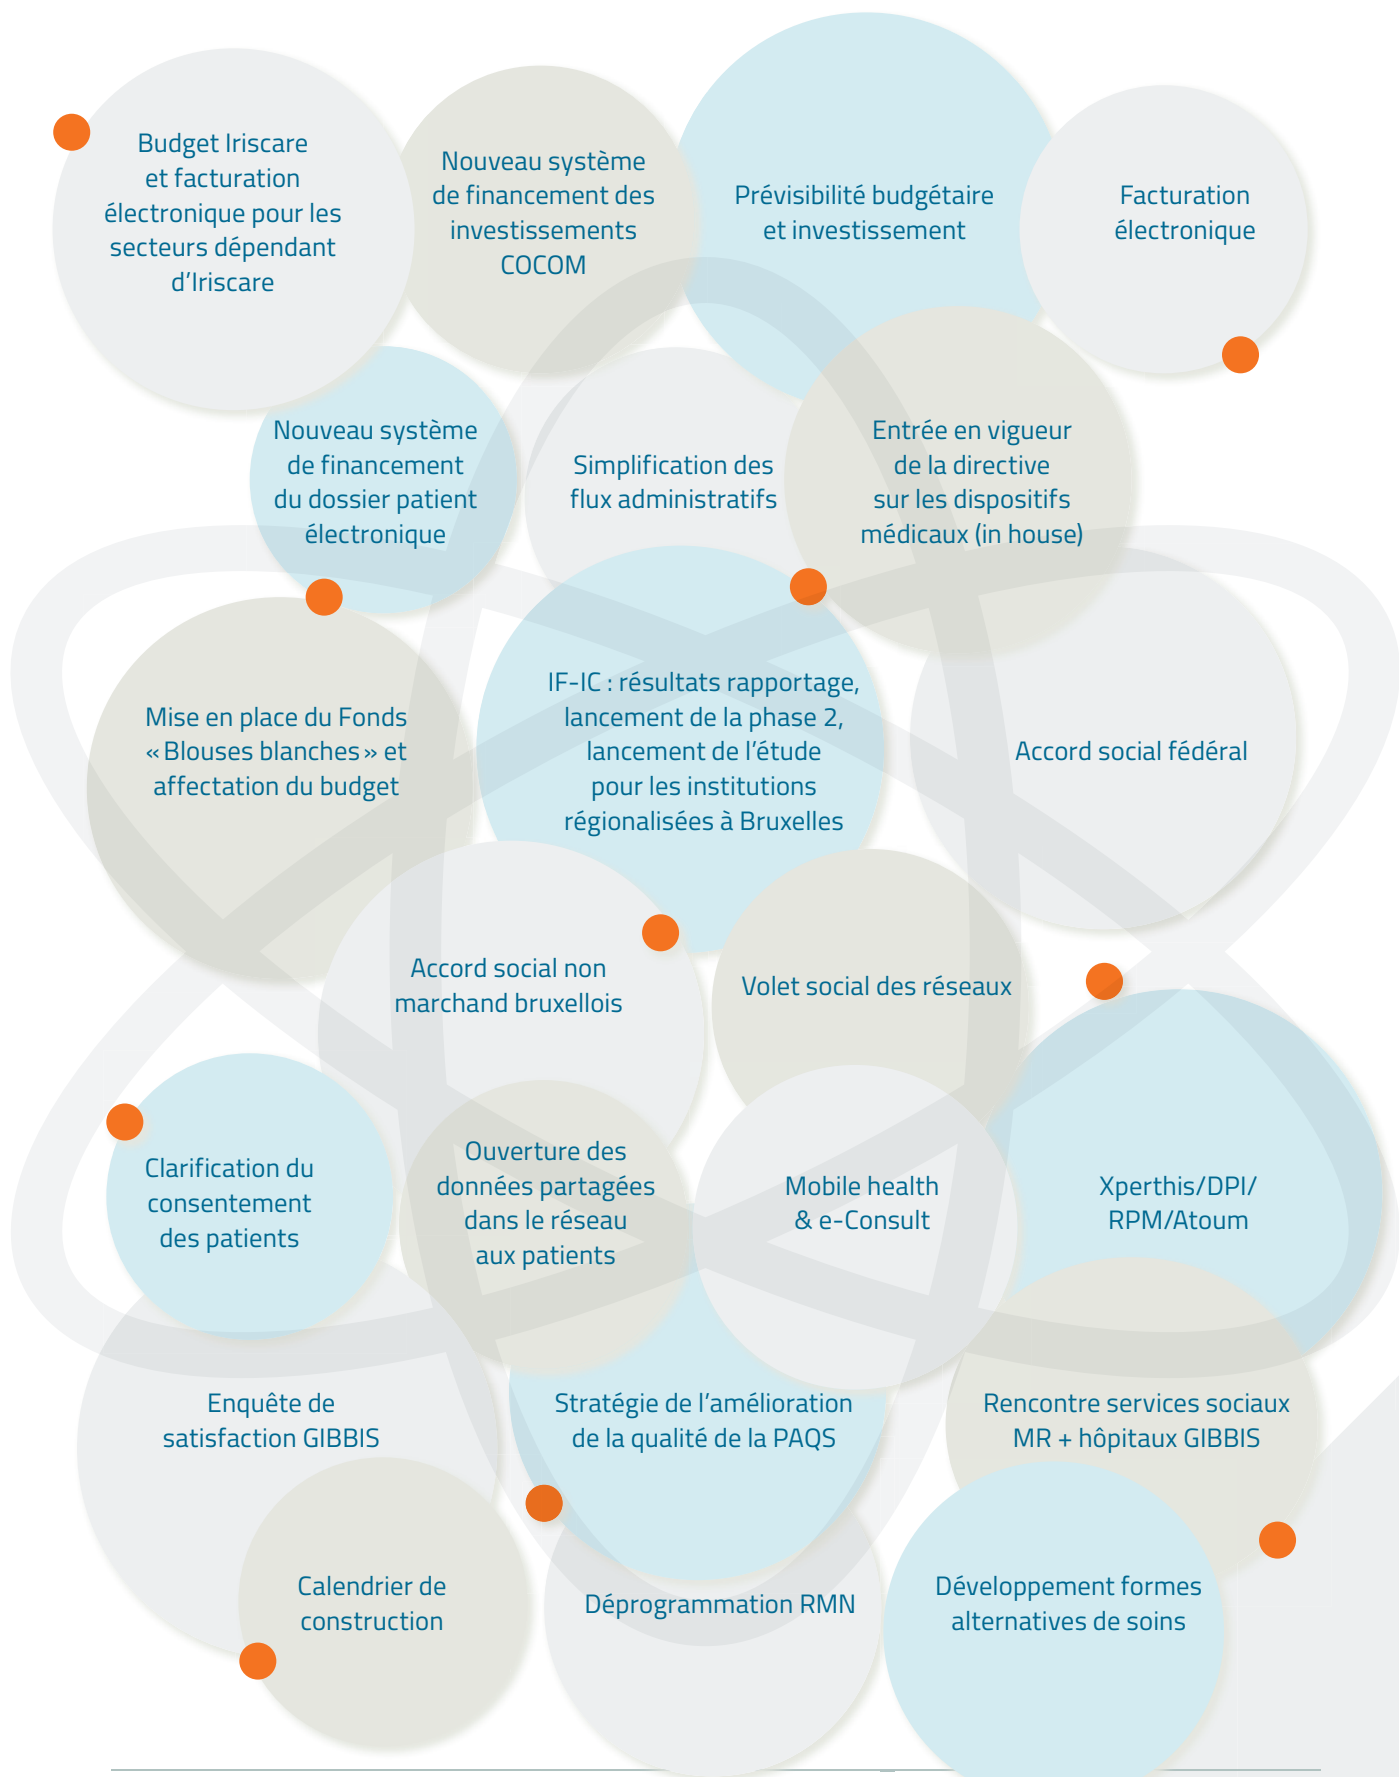 Budget Iriscare
et facturation
électronique pour les
secteurs dépendant
d’Iriscare
Nouveau système
de financement des
investissements
COCOM
Prévisibilité budgétaire
et investissement
Facturation
électronique
Nouveau système
de financement
du dossier patient
électronique
Simplification des
flux administratifs
Entrée en vigueur
de la directive
sur les dispositifs
médicaux (in house)
Mise en place du Fonds
« Blouses blanches » et
affectation du budget
IF-IC : résultats rapportage,
lancement de la phase 2,
lancement de l’étude
pour les institutions
régionalisées à Bruxelles
Accord social fédéral
Accord social non
marchand bruxellois
Volet social des réseaux
Clarification du
consentement
des patients
Ouverture des
données partagées
dans le réseau
aux patients
Mobile health
& e-Consult
Xperthis/DPI/
RPM/Atoum
Enquête de
satisfaction GIBBIS
Stratégie de l’amélioration
de la qualité de la PAQS
Rencontre services sociaux
MR + hôpitaux GIBBIS
Calendrier de
construction
Déprogrammation RMN
Développement formes
alternatives de soins